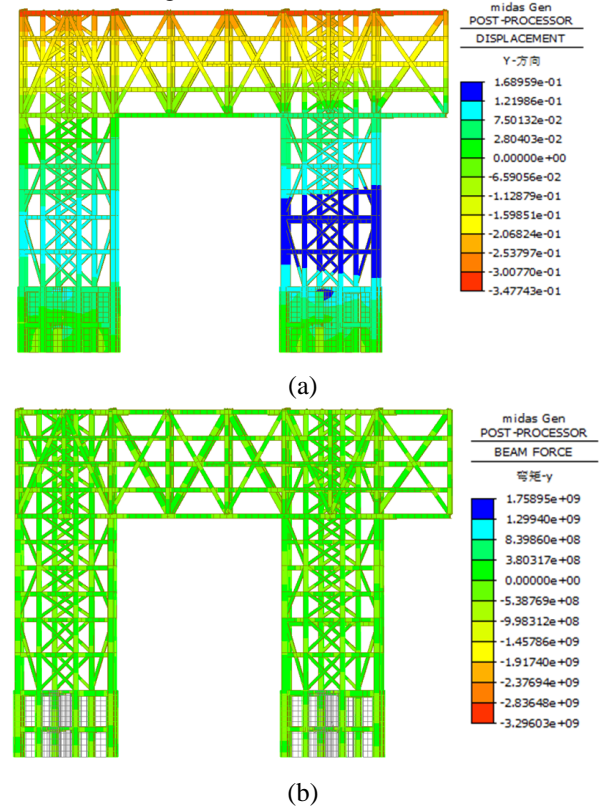 midas Gen
POST-PROCESSOR
DISPLACEMENT
Y-方向
1.68959e-01
1.21986e-01
7.50132e-02
2.80403e-02
0.00000e+00
-6.59056e-02
-1.12879e-01
-1.59851e-01
-2.06824e-01
-2.53797e-01
-3.00770e-01
-3.47743e-01
(a)
midas Gen
POST-PROCESSOR
BEAM FORCE
弯矩-y
1.75895e+09
1.29940e+09
8.39860e+08
3.80317e+08
0.00000e+00
-5.38769e+08
-9.98312e+08
-1.45786e+09
-1.91740e+09
-2.37694e+09
-2.83648e+09
-3.29603e+09
(b)